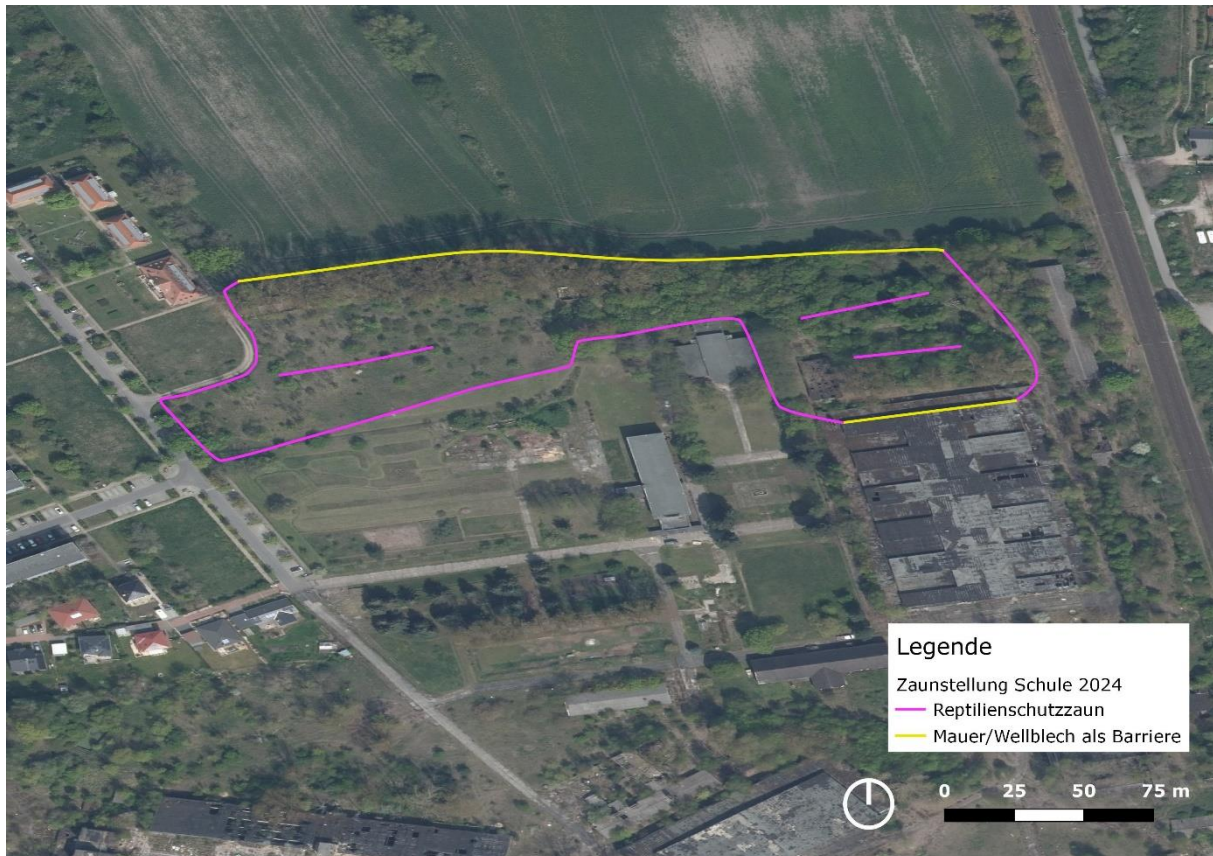 Legende
Zaunstellung Schule 2024
Reptilienschutzzaun
Mauer/Wellblech als Barriere
0 25 50 75 m